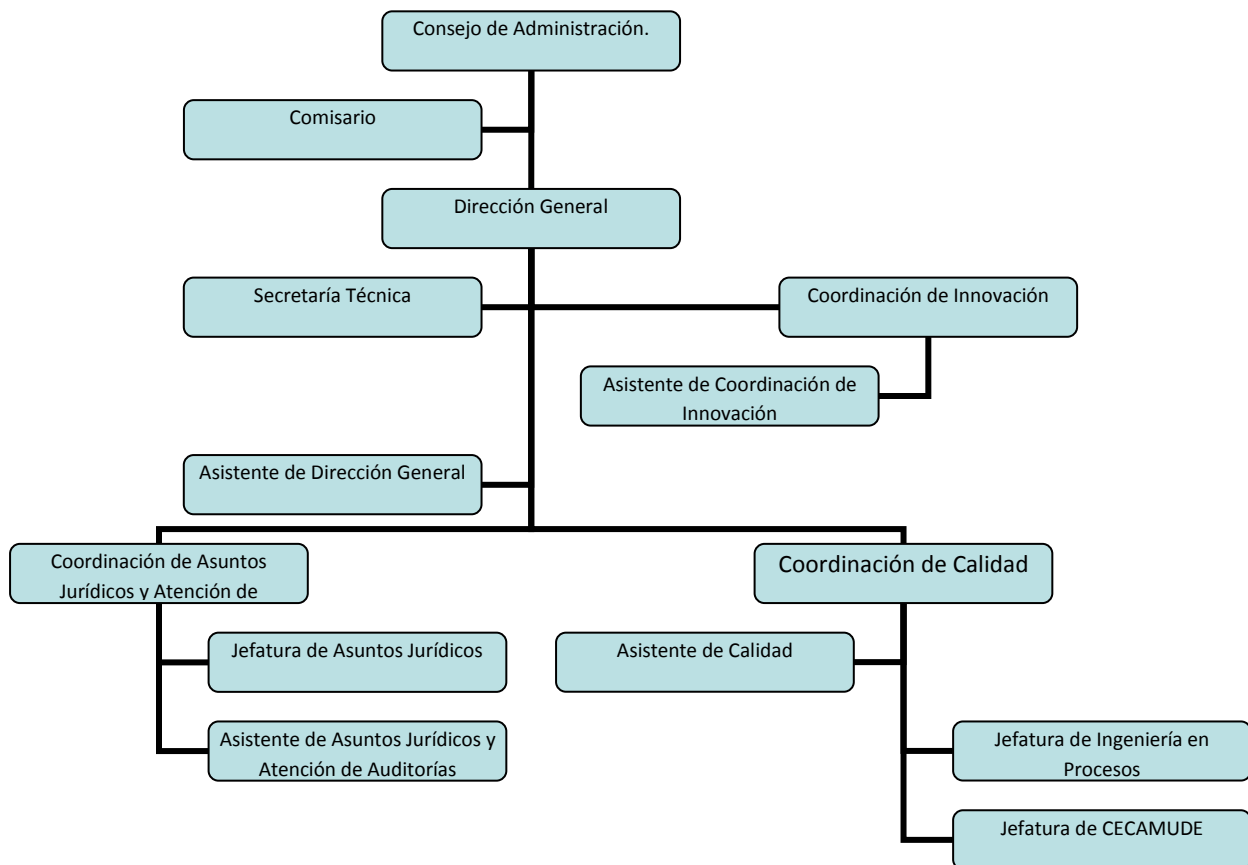 Consejo de Administración.
Comisario
Dirección General
Secretaría Técnica
Coordinación de Innovación
Asistente de Coordinación de
Innovación
Asistente de Dirección General
Coordinación de Asuntos
Jurídicos y Atención de
Coordinación de Calidad
Jefatura de Asuntos Jurídicos
Asistente de Calidad
Asistente de Asuntos Jurídicos y
Atención de Auditorías
Jefatura de Ingeniería en
Procesos
Jefatura de CECAMUDE